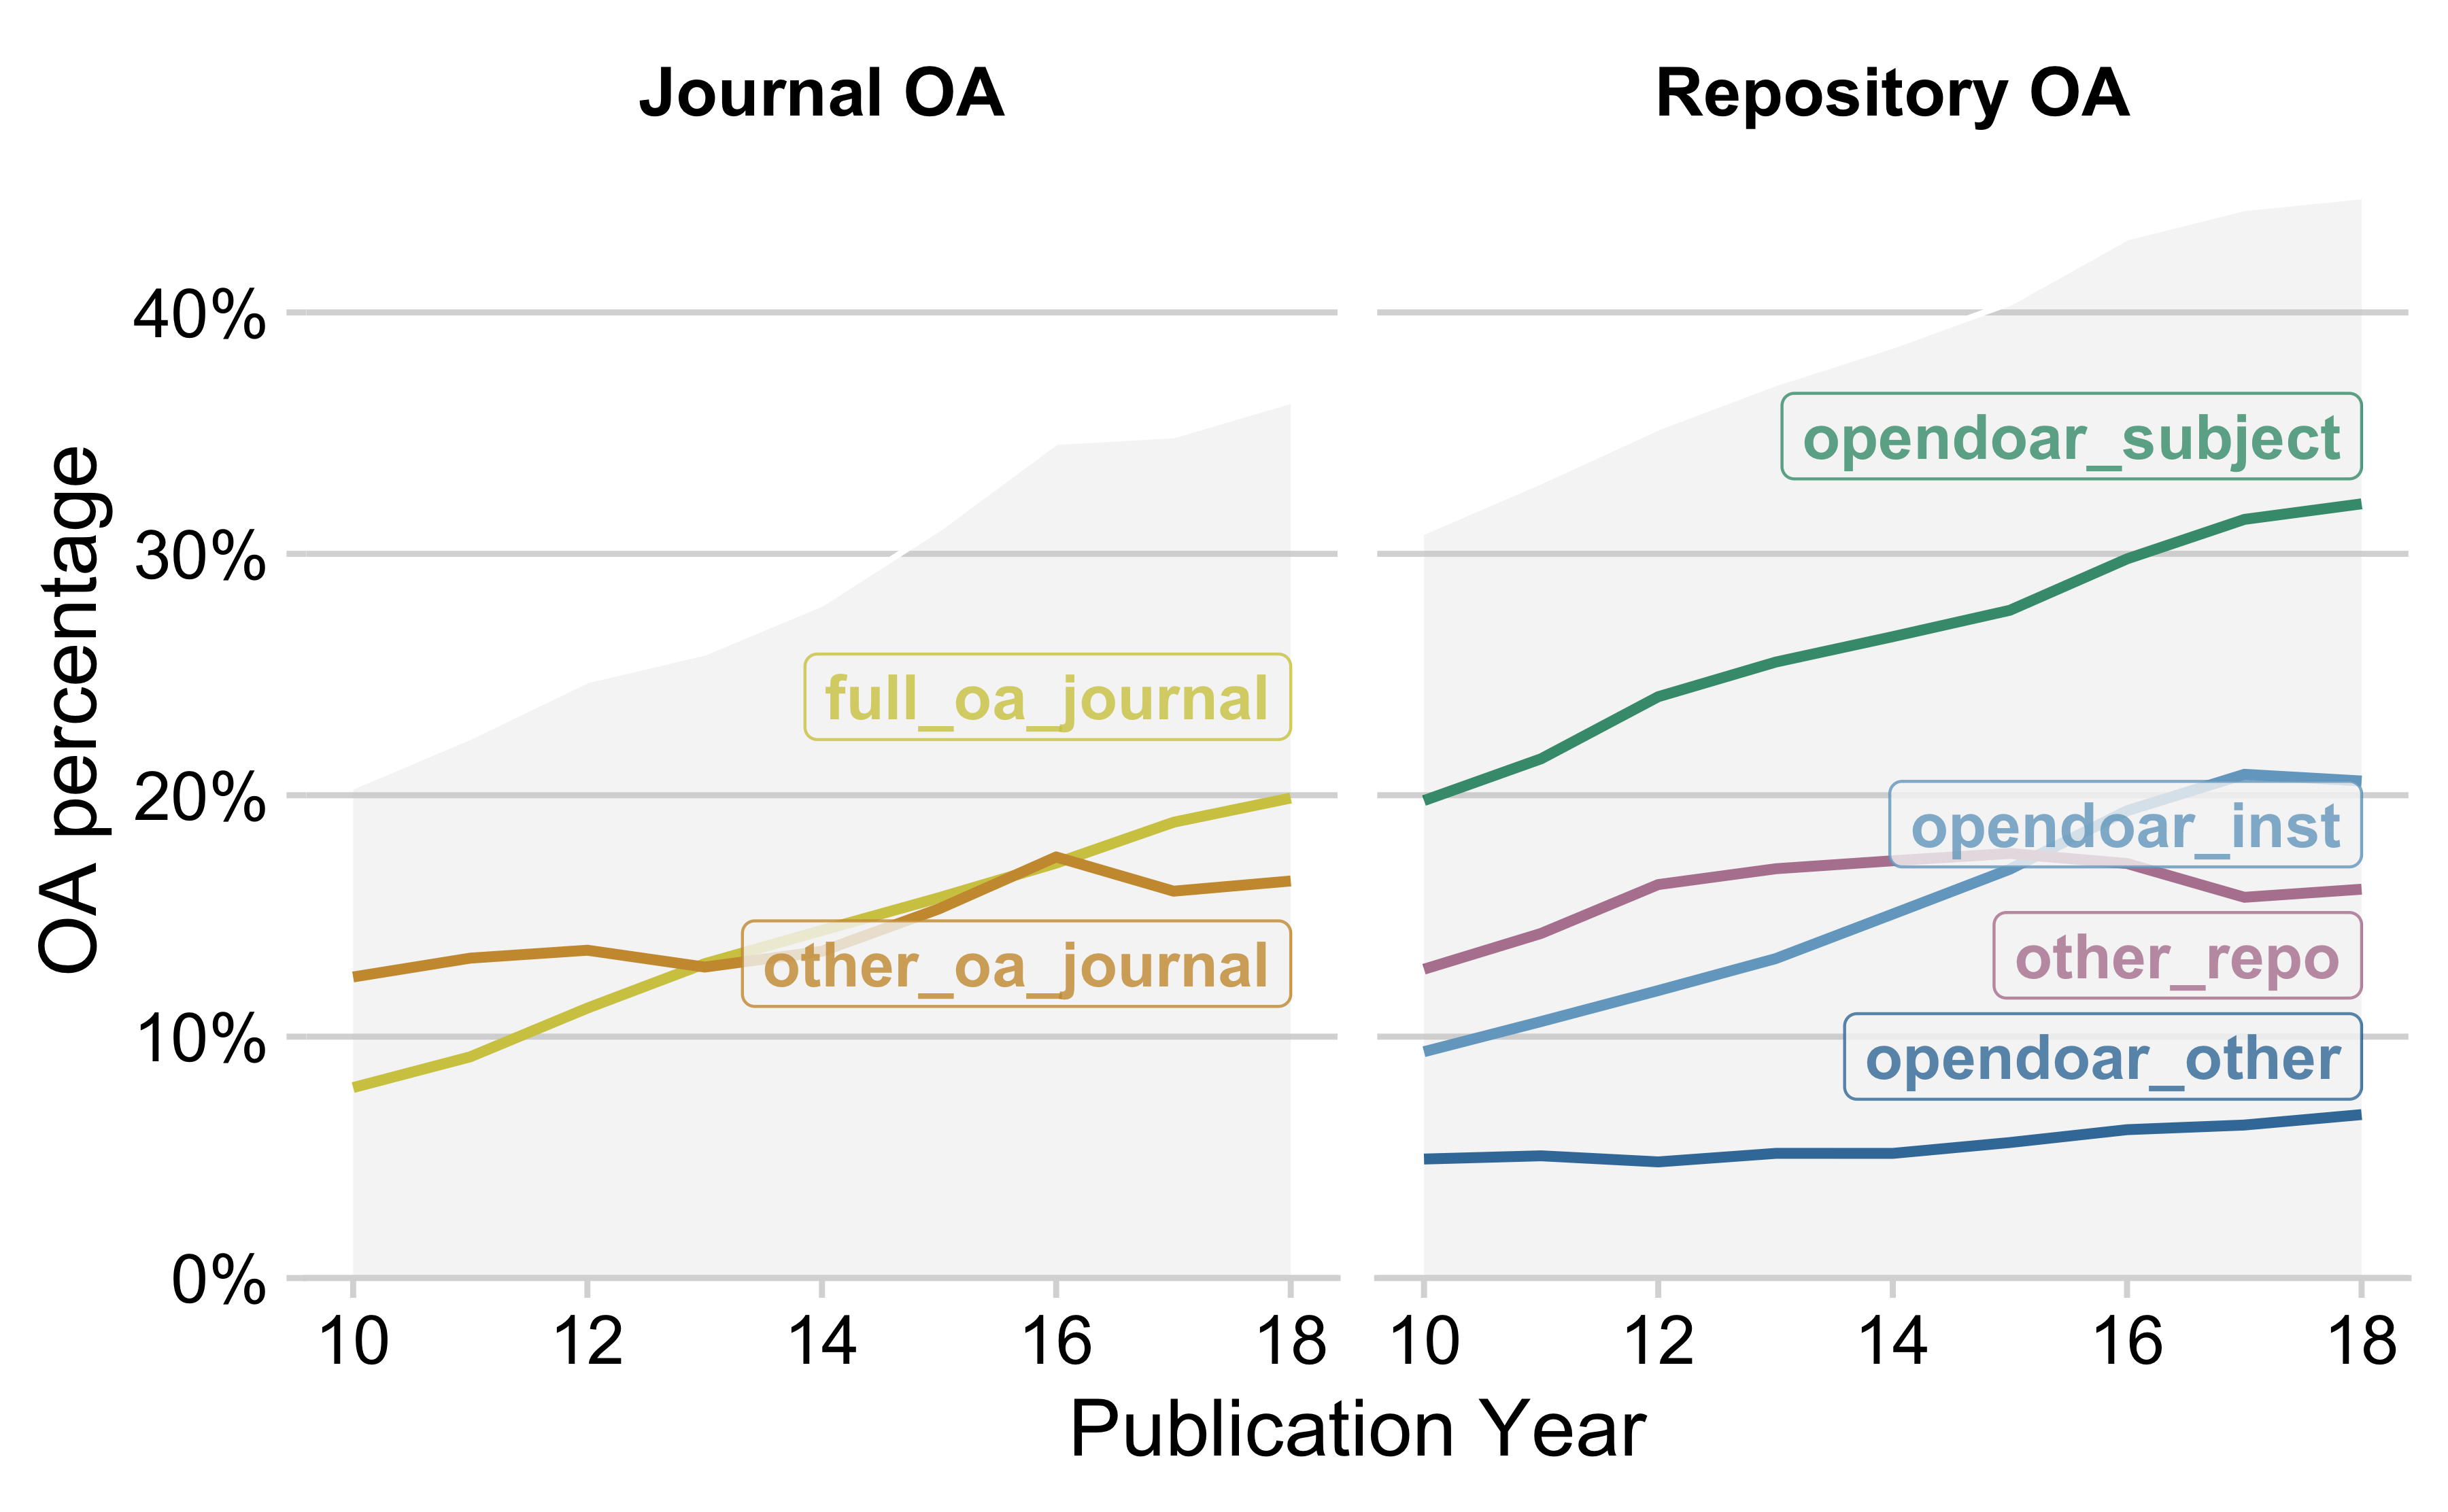 Journal OA
Repository OA
OA percentage
40%
30%
20%
10%
0%
full_oa_journal
other_oa_journal
opendoar_subject
opendoar_inst
other_repo
opendoar_other
10 12 14 16 18
10 12 14 16 18
Publication Year